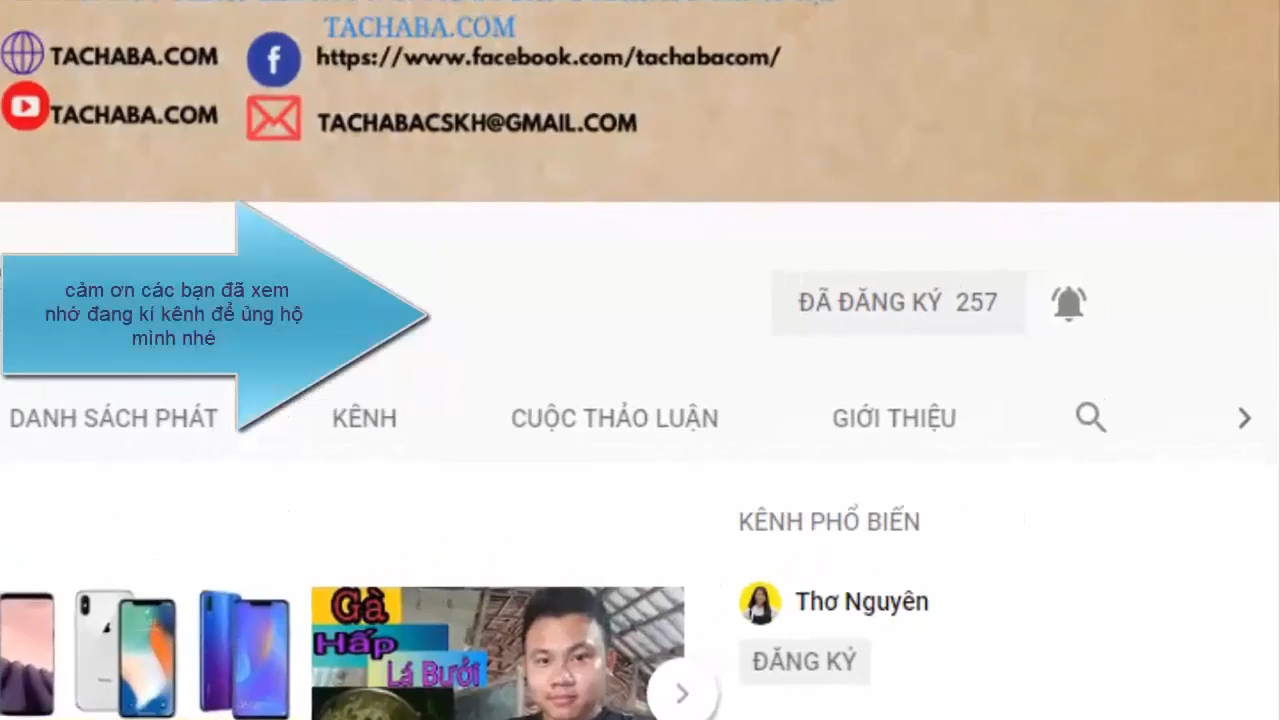 TACHABA.COM
TACHABA.COM
https://www.facebook.com/tachabacom/
TACHABA.COM
TACHABACSKH@GMAIL.COM
cảm ơn các bạn đã xem
nhớ đang kí kênh để ủng hộ
mình nhé
ĐÃ ĐĂNG KÝ 257
DANH SÁCH PHÁT
KÊNH
CUỘC THẢO LUẬN
GIỚI THIỆU
KÊNH PHỔ BIẾN
Thơ Nguyên
ĐĂNG KÝ
Gà
Hấp
Lá Bưởi